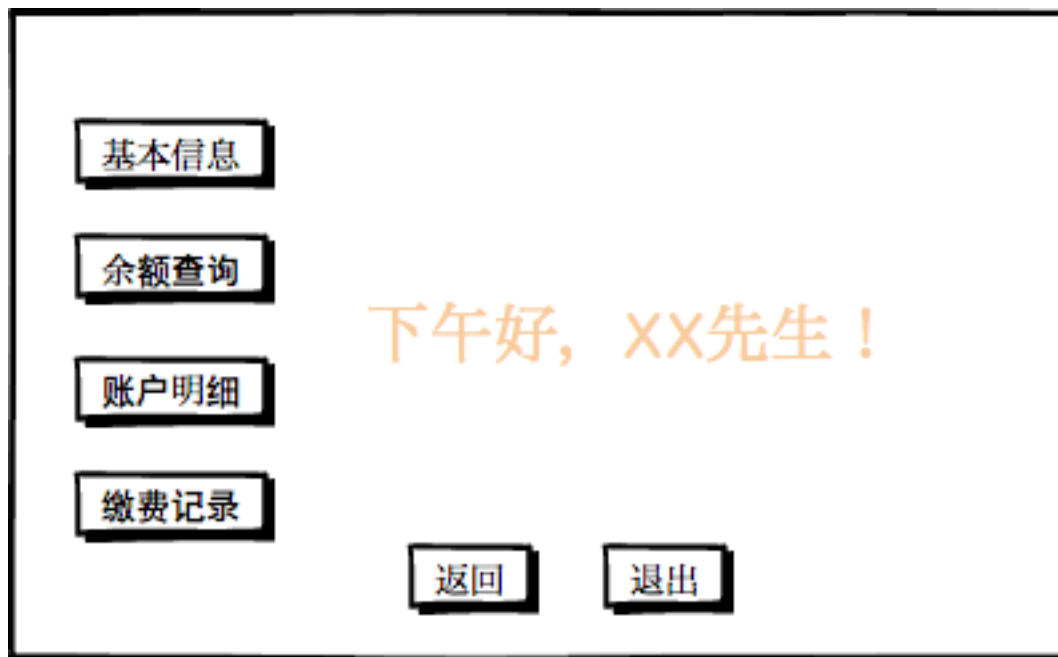 基本信息
余额查询
下午好，XX先生！
账户明细
缴费记录
返回
退出